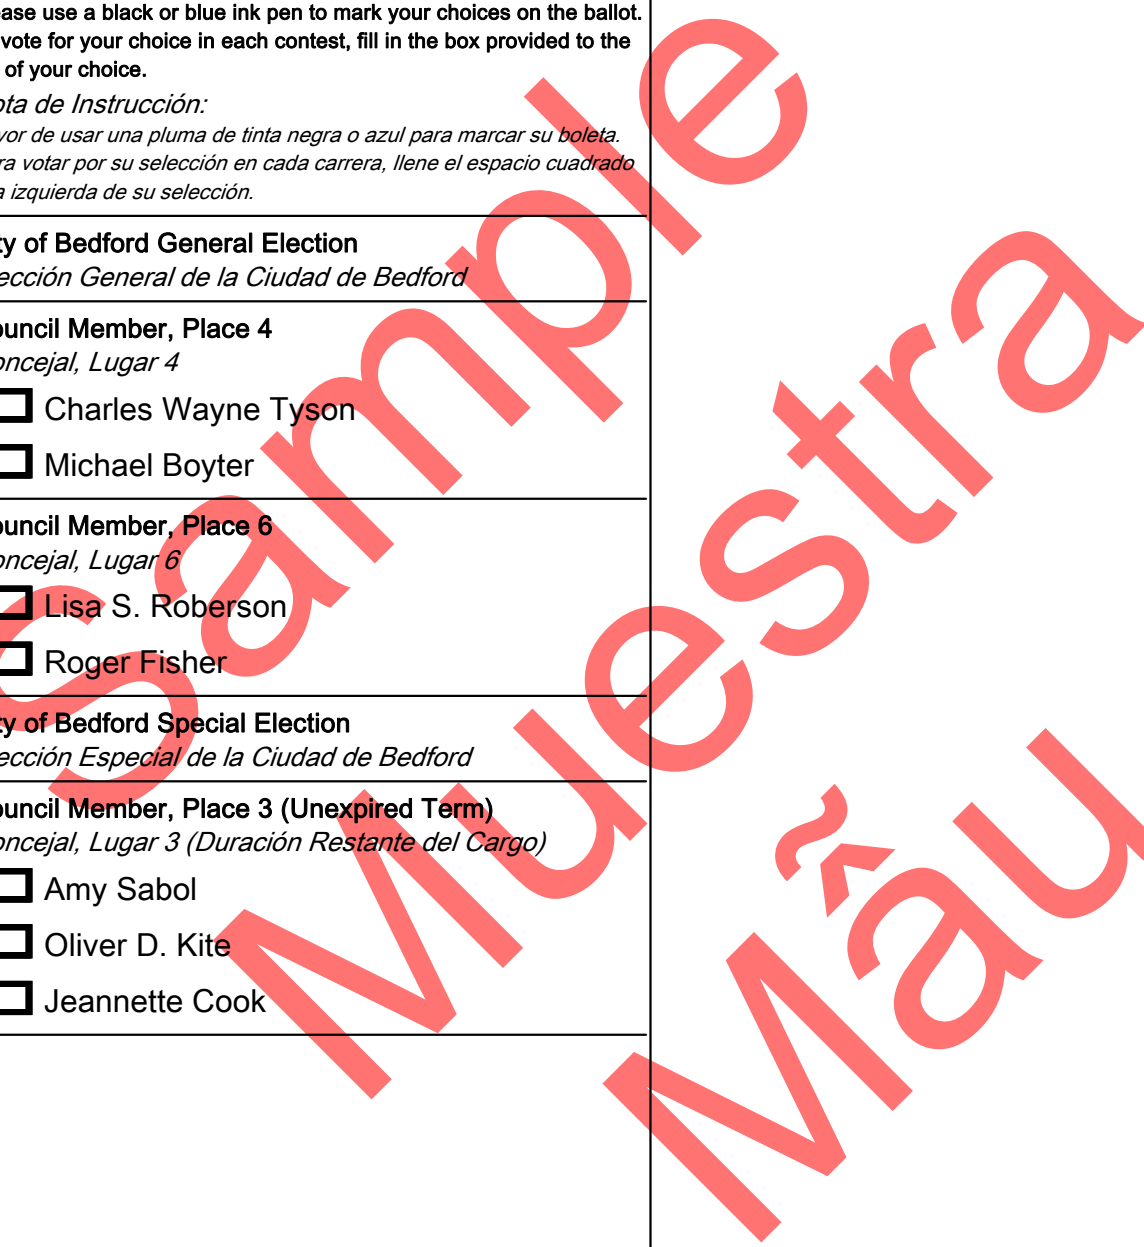 ease use a black or blue ink pen to mark your choices on the ballot.
vote for your choice in each contest, fill in the box provided to the
of your choice.
ota de Instrucción:
vor de usar una pluma de tinta negra o azul para marcar su boleta.
ra votar por su selección en cada carrera, llene el espacio cuadrado
a izquierda de su selección.
ty of Bedford General Election
ección General de la Ciudad de Bedford
ouncil Member, Place 4
oncejal, Lugar 4
Charles Wayne Tyson
Michael Boyter
ouncil Member, Place 6
oncejal, Lugar 6
Lisa S. Roberson
Roger Fisher
ty of Bedford Special Election
ección Especial de la Ciudad de Bedford
ouncil Member, Place 3 (Unexpired Term)
oncejal, Lugar 3 (Duración Restante del Cargo)
Amy Sabol
Oliver D. Kite
Jeannette Cook
Sample
Muestra
Mẫu